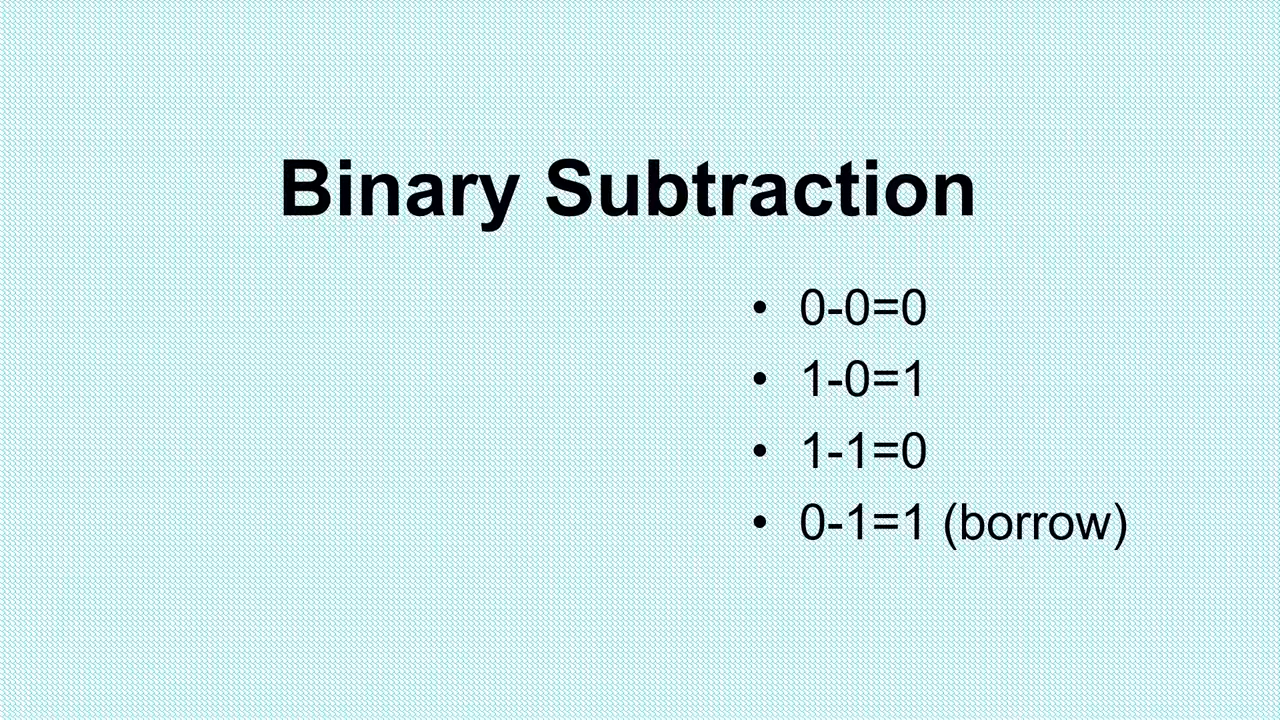 Binary Subtraction
• 0-0=0
• 1-0=1
• 1-1=0
• 0-1=1 (borrow)